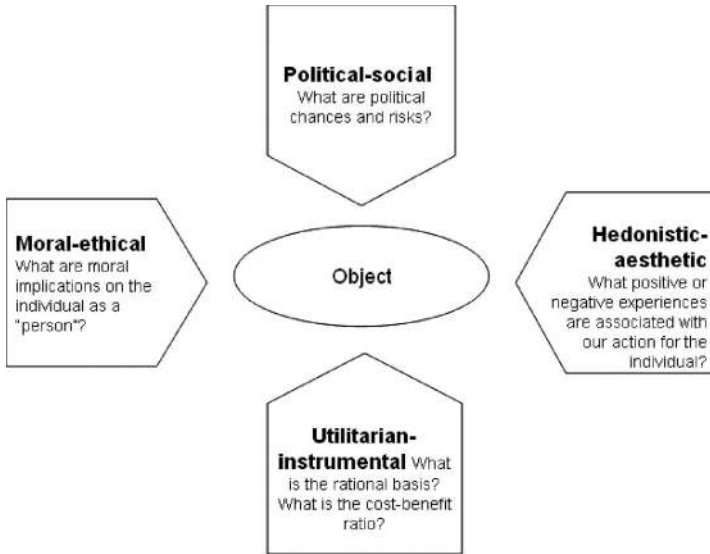 Political-social
What are political
chances and risks?
Moral-ethical
What are moral
implications on the
individual as a
"person"?
Object
Hedonistic-
aesthetic
What positive or
negative experiences
are associated with
our action for the
individual?
Utilitarian-
instrumental What
is the rational basis?
What is the cost-benefit
ratio?